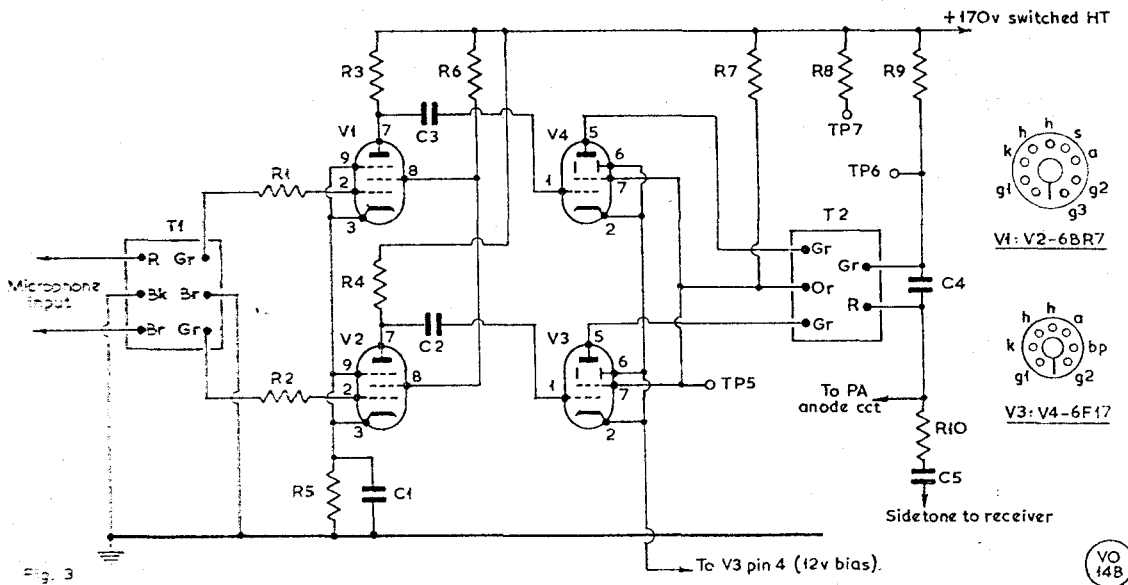 +170v switched HT
R3
R6
R7
R8
R9
V1
7
C3
V4
5
TP7
9
6
2
8
1
7
R1
3
2
TP6
h h s
k a
g1 g2
g3
V1: V2-6BR7
T1
T2
R Gr
Microphone input
Bk Br
Br Gr
R4
Gr
Gr
Or
R
Gr
C4
V2
7
C2
V3
5
9
6
2
8
1
7
TP5
R2
3
2
h h a
k bp
g1 g2
V3: V4-6F17
To PA anode cct
R10
R5
C1
C5
Sidetone to receiver
To V3 pin 4 (12v bias).
Fig. 3
VO 14B